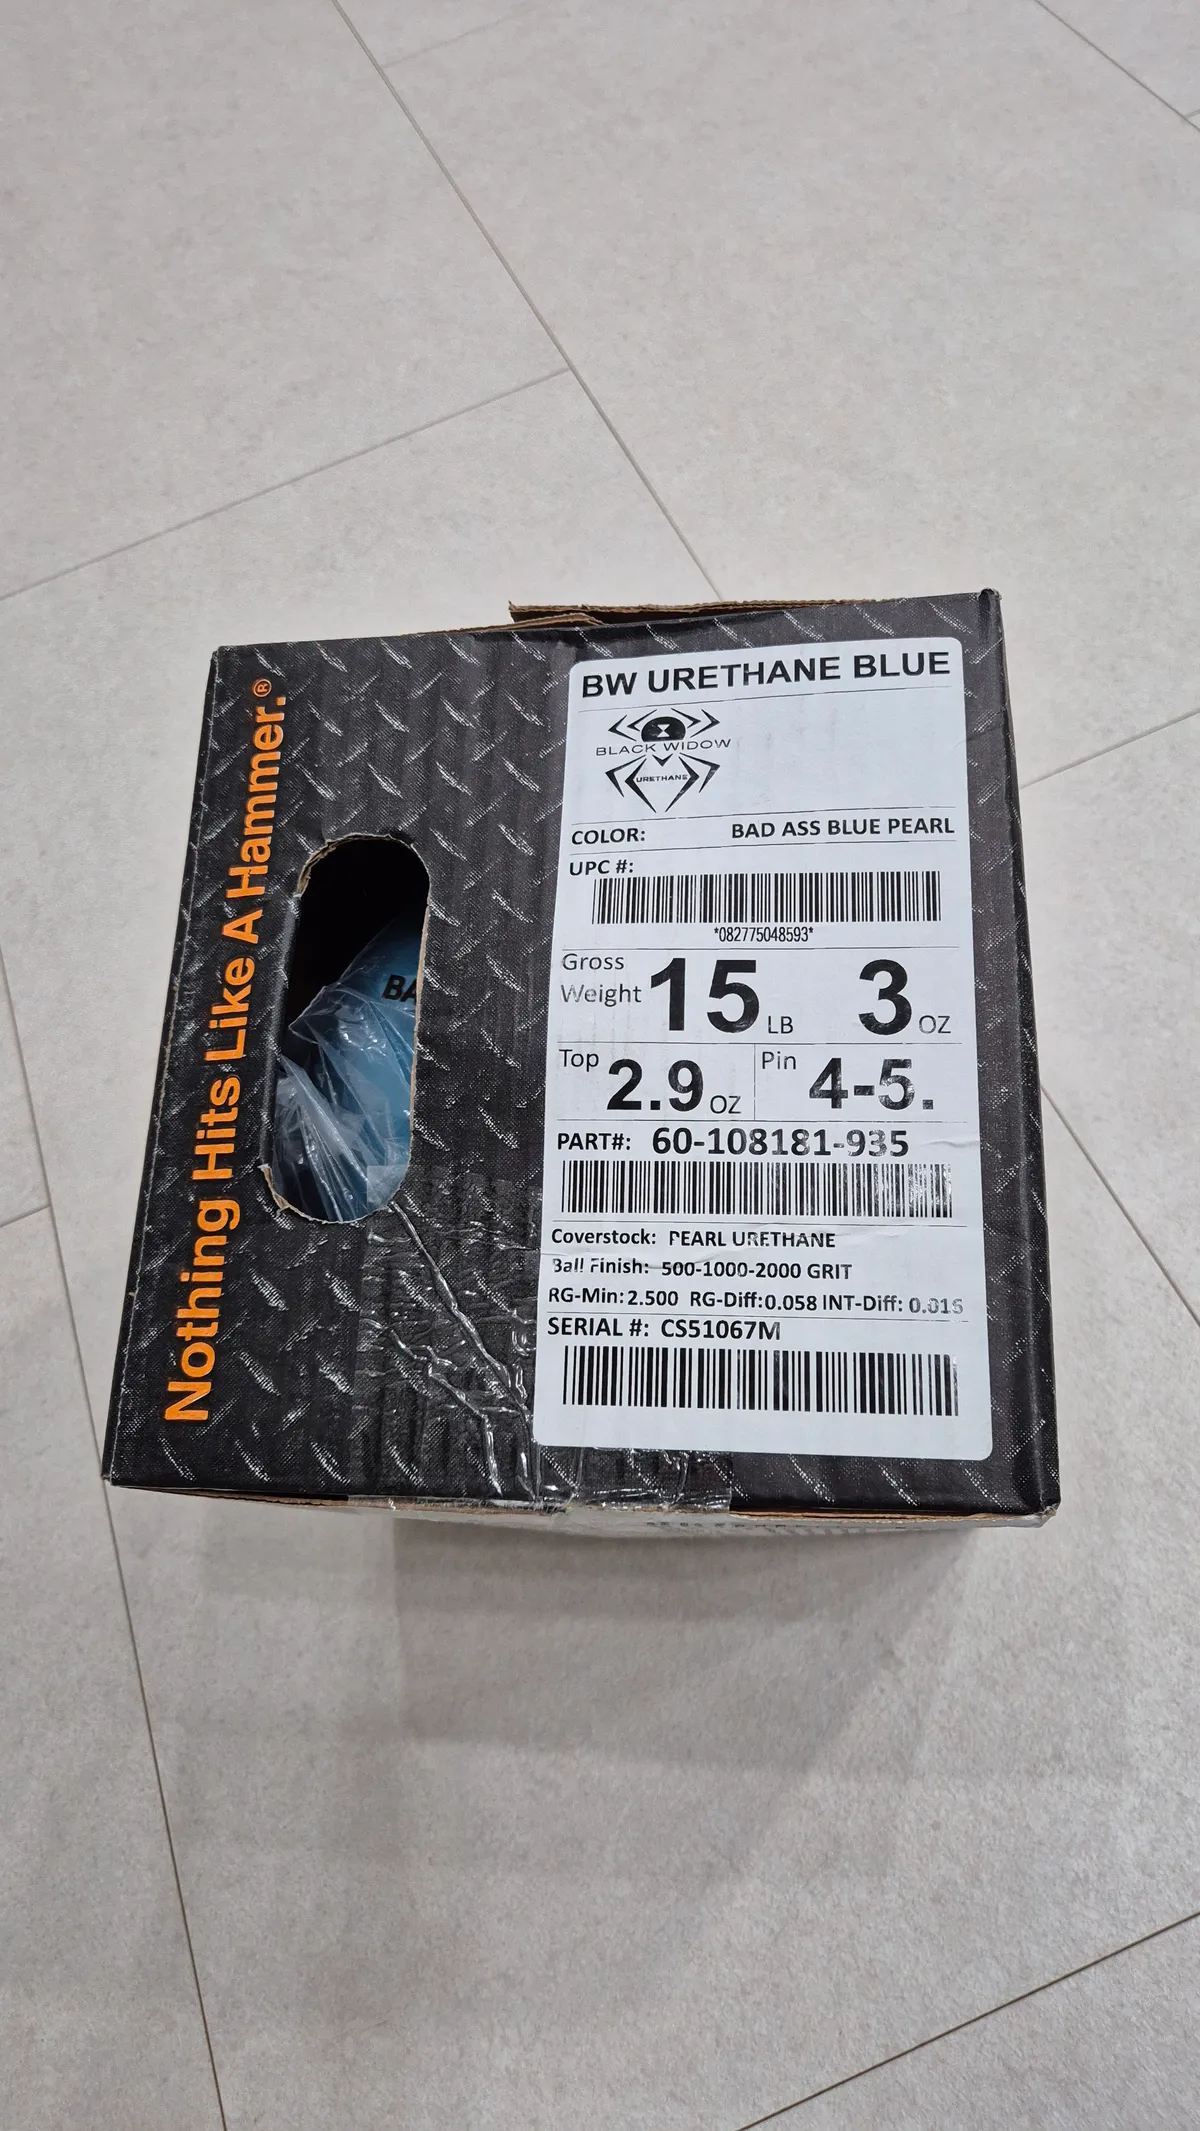 Nothing Hits Like A Hammer.®
BA
BW URETHANE BLUE
BLACK WIDOW
URETHANE
COLOR: BAD ASS BLUE PEARL
UPC #:
*082775048593*
Gross Weight 15 LB 3 OZ
Top 2.9 OZ Pin 4-5.
PART#: 60-108181-935
Coverstock: PEARL URETHANE
Ball Finish: 500-1000-2000 GRIT
RG-Min: 2.500 RG-Diff: 0.058 INT-Diff: 0.016
SERIAL #: CS51067M